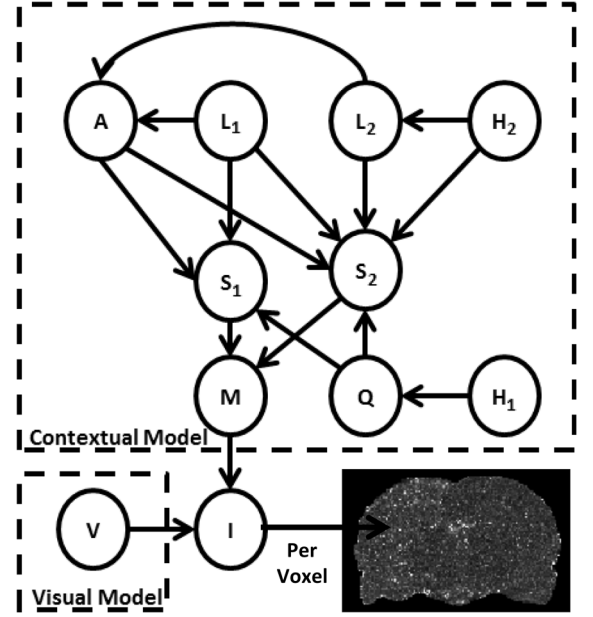 A
L1
L2
H2
S1
S2
M
Q
H1
Contextual Model
V
I
Per
Voxel
Visual Model